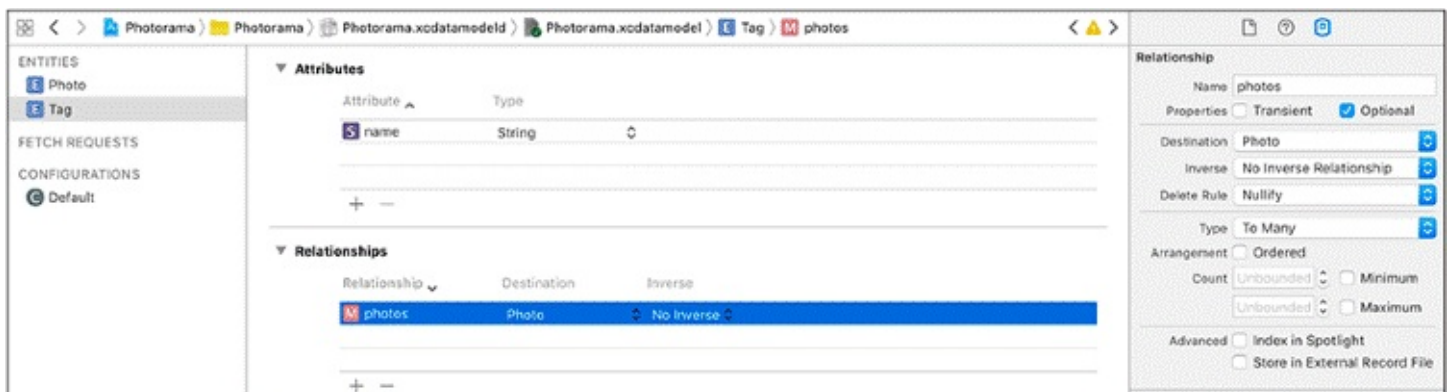 Photorama Photorama Photorama.xcdatamodeld Photorama.xcdatamodel E Tag M photos
ENTITIES
E Photo
E Tag
FETCH REQUESTS
CONFIGURATIONS
C Default
Attributes
Attribute Type
S name String
+ −
Relationships
Relationship Destination Inverse
M photos Photo No Inverse
+ −
Relationship
Name photos
Properties Transient Optional
Destination Photo
Inverse No Inverse Relationship
Delete Rule Nullify
Type To Many
Arrangement Ordered
Count Unbounded Minimum
Unbounded Maximum
Advanced Index in Spotlight
Store in External Record File